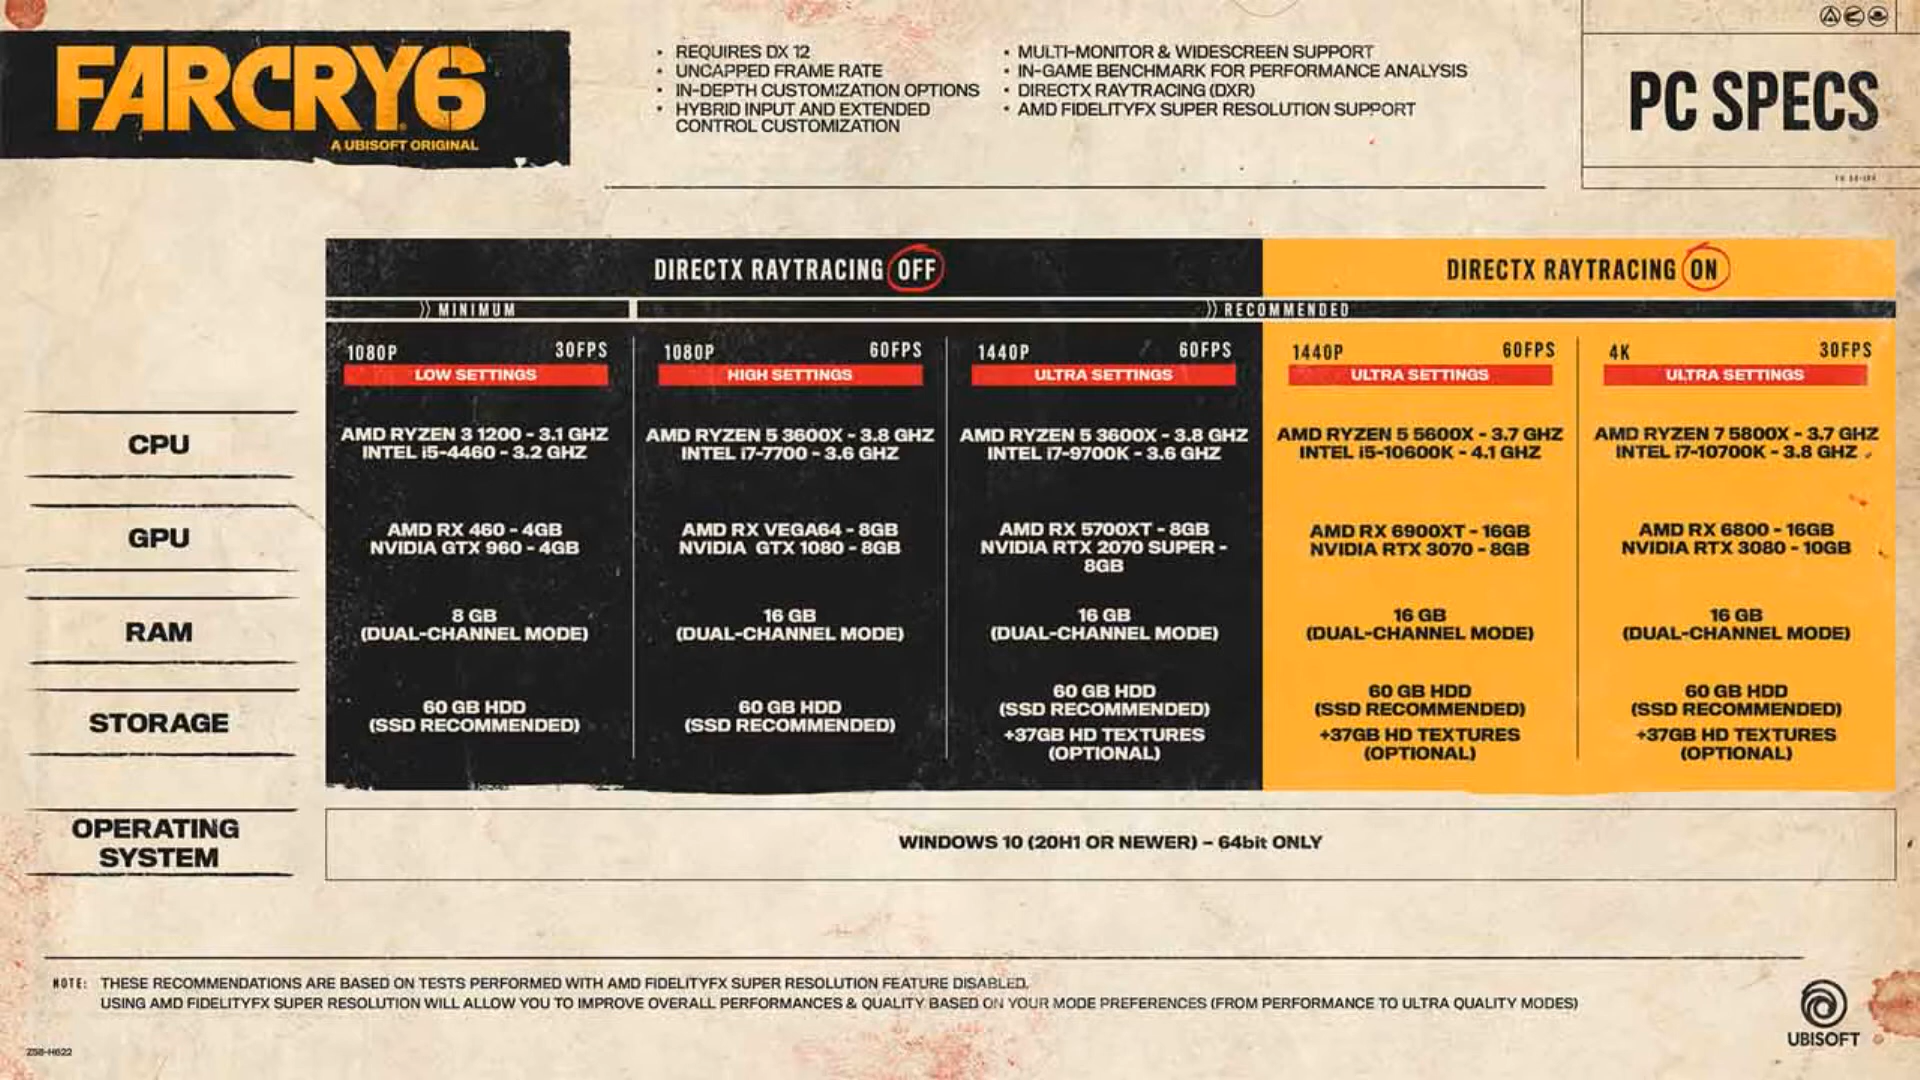 FARCRY6
A UBISOFT ORIGINAL
• REQUIRES DX 12
• UNCAPPED FRAME RATE
• IN-DEPTH CUSTOMIZATION OPTIONS
• HYBRID INPUT AND EXTENDED
CONTROL CUSTOMIZATION
• MULTI-MONITOR & WIDESCREEN SUPPORT
• IN-GAME BENCHMARK FOR PERFORMANCE ANALYSIS
• DIRECTX RAYTRACING (DXR)
• AMD FIDELITYFX SUPER RESOLUTION SUPPORT
PC SPECS
DIRECTX RAYTRACING OFF
DIRECTX RAYTRACING ON
MINIMUM
RECOMMENDED
1080P 30FPS
LOW SETTINGS
1080P 60FPS
HIGH SETTINGS
1440P 60FPS
ULTRA SETTINGS
1440P 60FPS
ULTRA SETTINGS
4K 30FPS
ULTRA SETTINGS
CPU
AMD RYZEN 3 1200 - 3.1 GHZ
INTEL i5-4460 - 3.2 GHZ
AMD RYZEN 5 3600X - 3.8 GHZ
INTEL i7-7700 - 3.6 GHZ
AMD RYZEN 5 3600X - 3.8 GHZ
INTEL i7-9700K - 3.6 GHZ
AMD RYZEN 5 5600X - 3.7 GHZ
INTEL i5-10600K - 4.1 GHZ
AMD RYZEN 7 5800X - 3.7 GHZ
INTEL i7-10700K - 3.8 GHZ
GPU
AMD RX 460 - 4GB
NVIDIA GTX 960 - 4GB
AMD RX VEGA64 - 8GB
NVIDIA GTX 1080 - 8GB
AMD RX 5700XT - 8GB
NVIDIA RTX 2070 SUPER -
8GB
AMD RX 6900XT - 16GB
NVIDIA RTX 3070 - 8GB
AMD RX 6800 - 16GB
NVIDIA RTX 3080 - 10GB
RAM
8 GB
(DUAL-CHANNEL MODE)
16 GB
(DUAL-CHANNEL MODE)
16 GB
(DUAL-CHANNEL MODE)
16 GB
(DUAL-CHANNEL MODE)
16 GB
(DUAL-CHANNEL MODE)
STORAGE
60 GB HDD
(SSD RECOMMENDED)
60 GB HDD
(SSD RECOMMENDED)
60 GB HDD
(SSD RECOMMENDED)
+37GB HD TEXTURES
(OPTIONAL)
60 GB HDD
(SSD RECOMMENDED)
+37GB HD TEXTURES
(OPTIONAL)
60 GB HDD
(SSD RECOMMENDED)
+37GB HD TEXTURES
(OPTIONAL)
OPERATING
SYSTEM
WINDOWS 10 (20H1 OR NEWER) – 64bit ONLY
NOTE: THESE RECOMMENDATIONS ARE BASED ON TESTS PERFORMED WITH AMD FIDELITYFX SUPER RESOLUTION FEATURE DISABLED.
USING AMD FIDELITYFX SUPER RESOLUTION WILL ALLOW YOU TO IMPROVE OVERALL PERFORMANCES & QUALITY BASED ON YOUR MODE PREFERENCES (FROM PERFORMANCE TO ULTRA QUALITY MODES)
UBISOFT